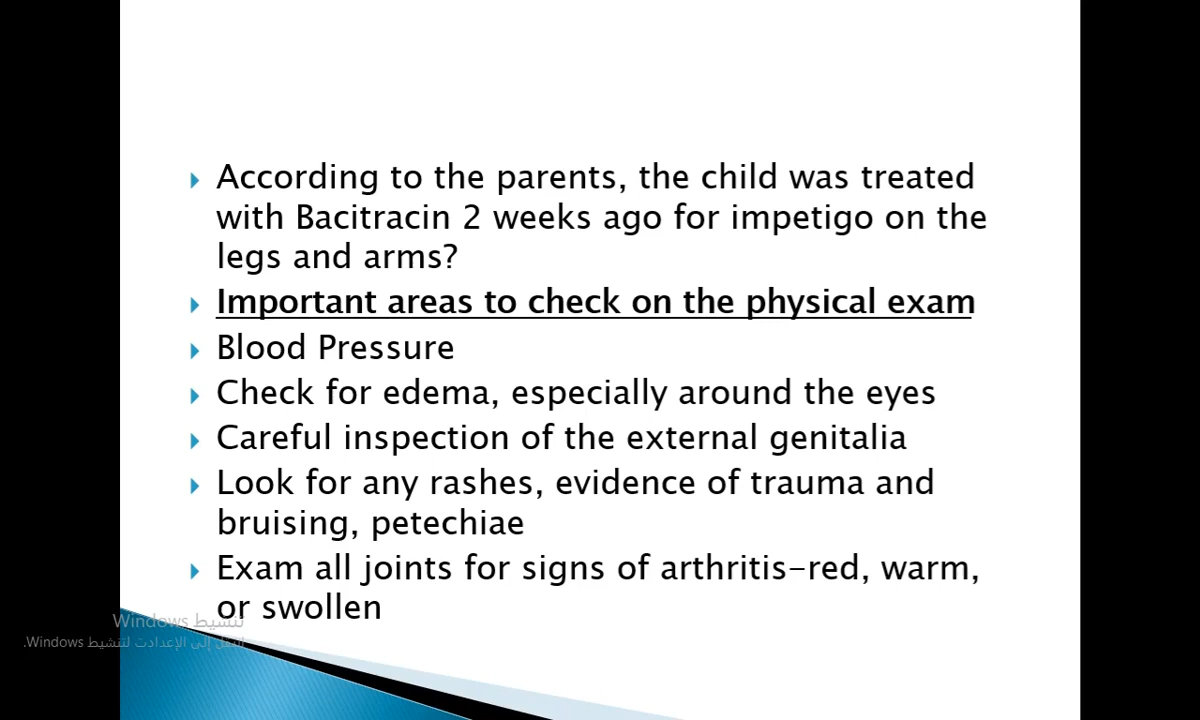 According to the parents, the child was treated
with Bacitracin 2 weeks ago for impetigo on the
legs and arms?
Important areas to check on the physical exam
Blood Pressure
Check for edema, especially around the eyes
Careful inspection of the external genitalia
Look for any rashes, evidence of trauma and
bruising, petechiae
Exam all joints for signs of arthritis-red, warm,
or swollen
تنشيط Windows
انتقل إلى الإعدادت لتنشيط Windows.